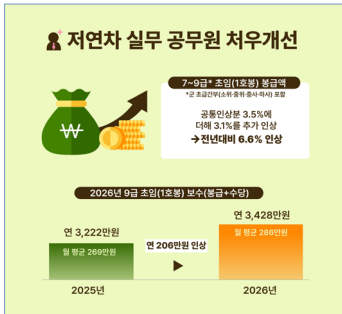 저연차 실무 공무원 처우개선
7~9급* 초임(1호봉) 봉급액
*군 초급간부(소위·중위·중사·하사) 포함
₩
공통인상분 3.5%에
더해 3.1%를 추가 인상
→전년대비 6.6% 인상
2026년 9급 초임(1호봉) 보수(봉급+수당)
연 3,428만원
연 3,222만원
월 평균 286만원
월 평균 269만원
연 206만원 인상
▶
2025년
2026년